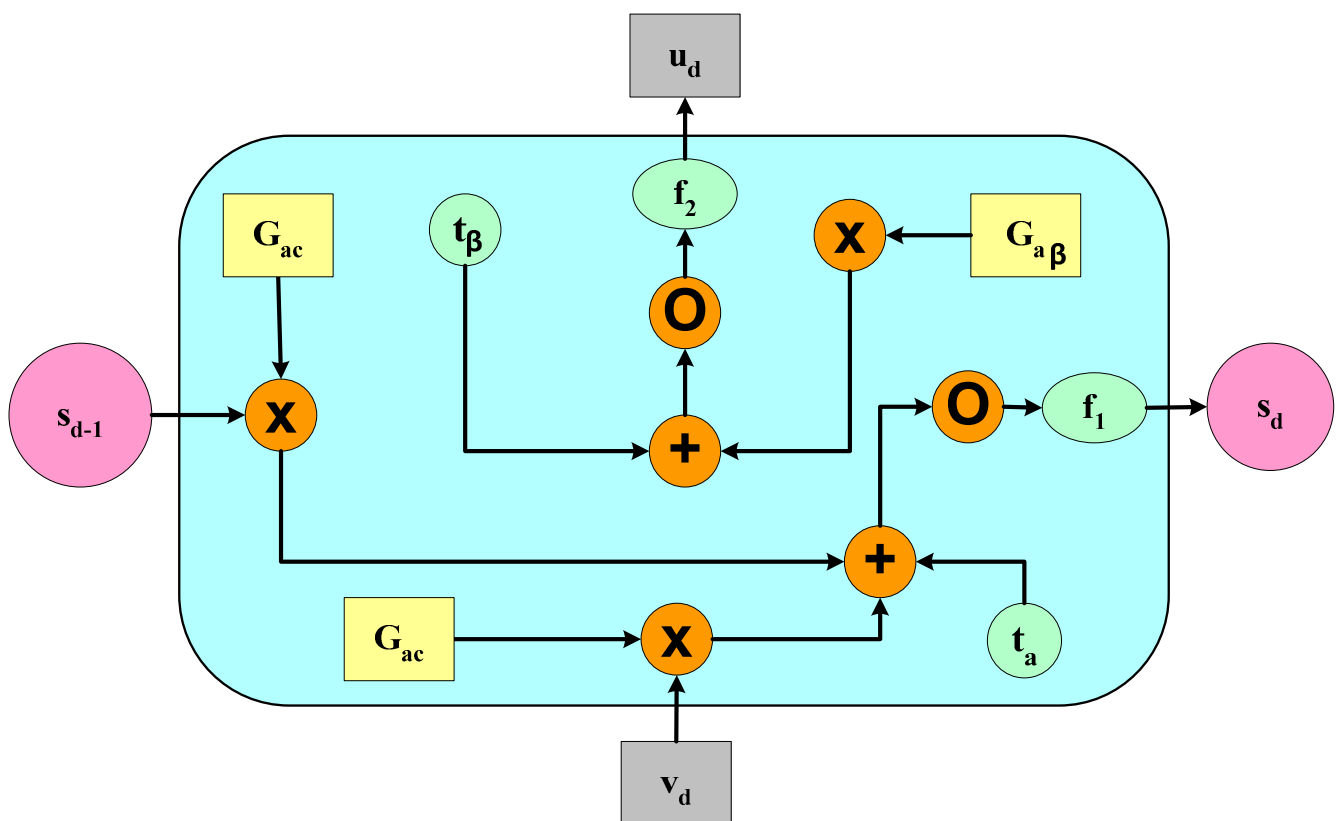 u_d
G_ac
t_β
f_2
x
G_aβ
O
s_d-1
x
+
O
f_1
s_d
+
G_ac
x
t_a
v_d